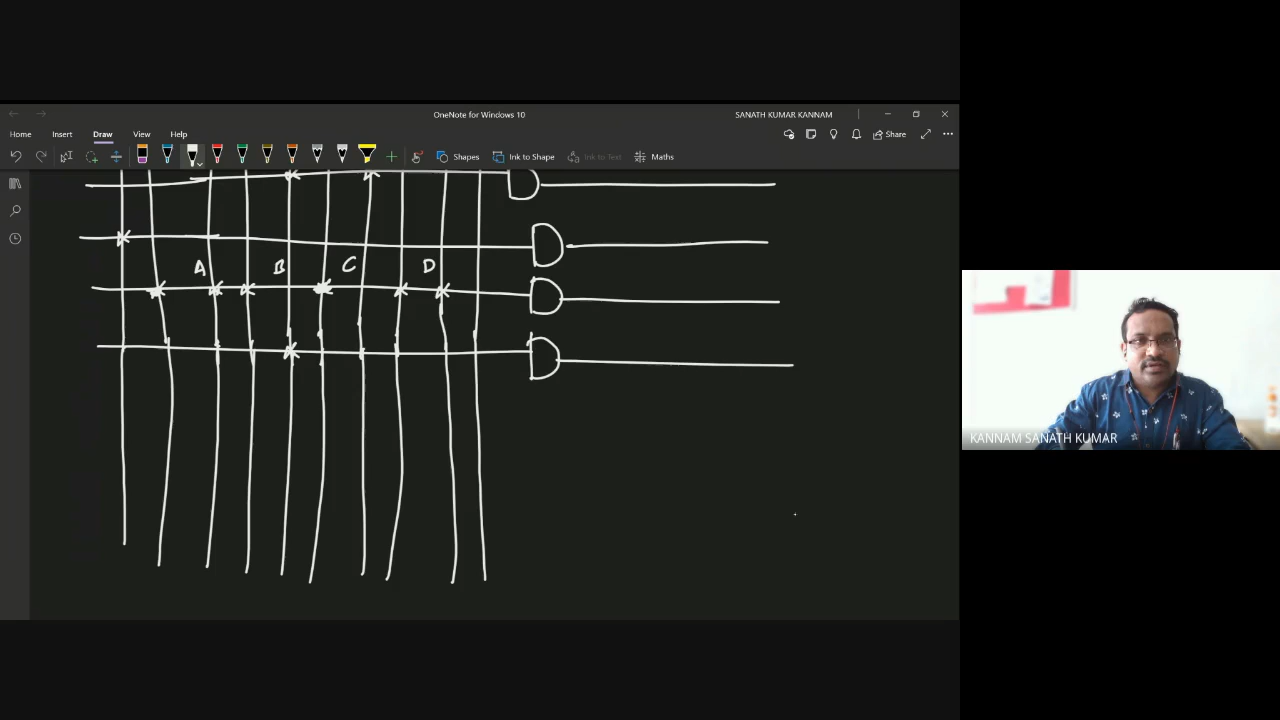 OneNote for Windows 10
SANATH KUMAR KANNAM
Home Insert Draw View Help
Share
Shapes Ink to Shape Ink to Text Maths
A B C D
KANNAM SANATH KUMAR